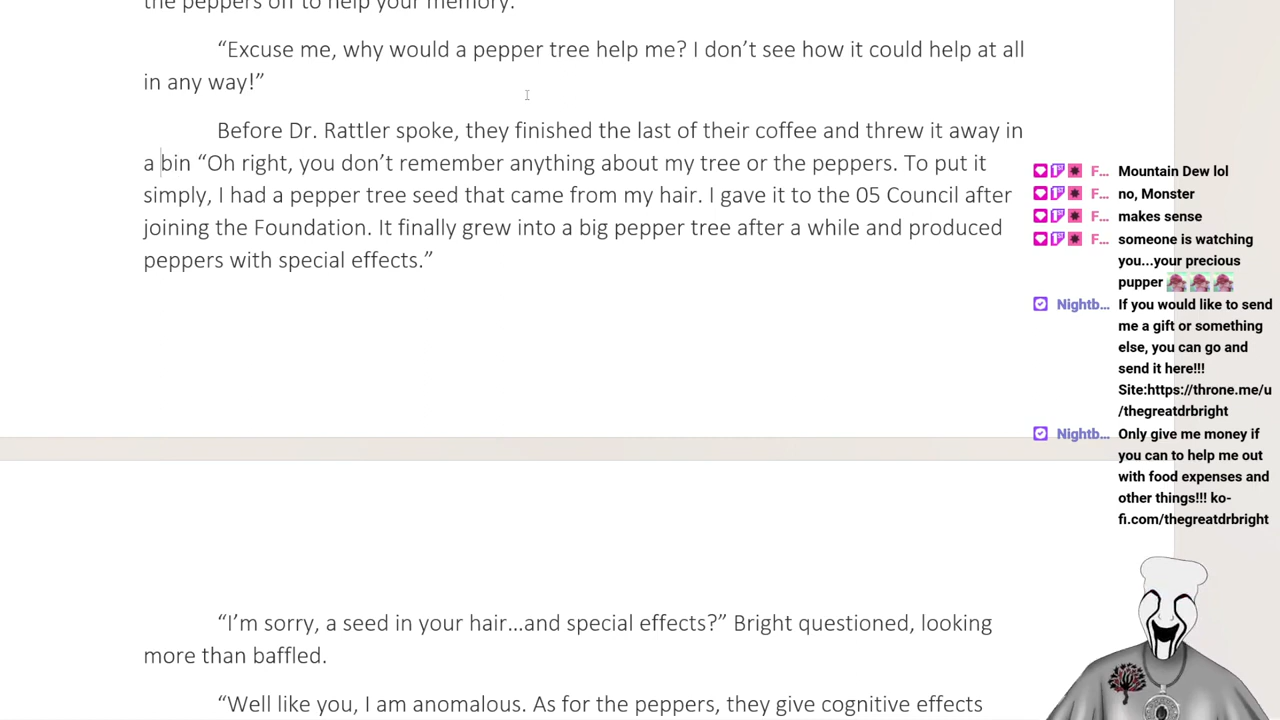 the peppers off to help your memory.
“Excuse me, why would a pepper tree help me? I don’t see how it could help at all
in any way!”
Before Dr. Rattler spoke, they finished the last of their coffee and threw it away in
a bin “Oh right, you don’t remember anything about my tree or the peppers. To put it
simply, I had a pepper tree seed that came from my hair. I gave it to the 05 Council after
joining the Foundation. It finally grew into a big pepper tree after a while and produced
peppers with special effects.”
“I’m sorry, a seed in your hair…and special effects?” Bright questioned, looking
more than baffled.
“Well like you, I am anomalous. As for the peppers, they give cognitive effects
F... Mountain Dew lol
F... no, Monster
F... makes sense
F... someone is watching
you...your precious
pupper
Nightb... If you would like to send
me a gift or something
else, you can go and
send it here!!!
Site:https://throne.me/u
/thegreatdrbright
Nightb... Only give me money if
you can to help me out
with food expenses and
other things!!! ko-
fi.com/thegreatdrbright